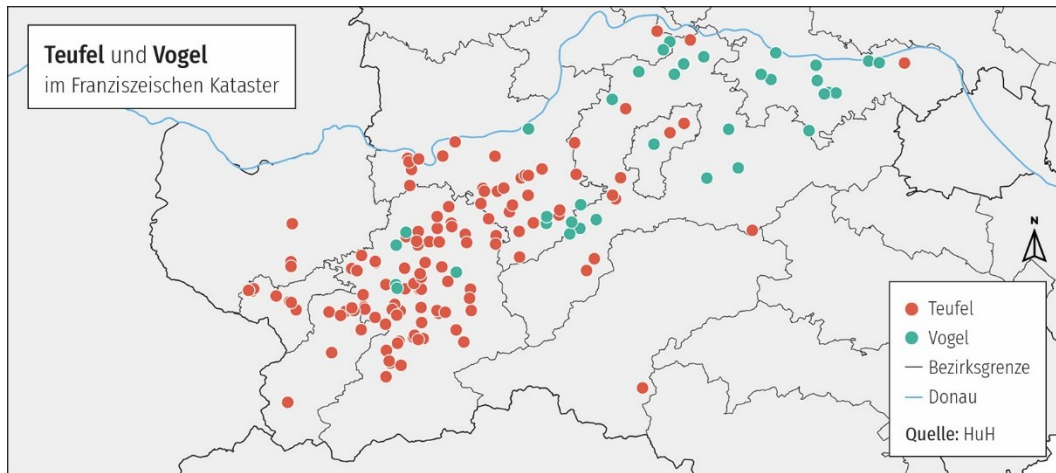 Teufel und Vogel
im Franziszeischen Kataster
N
Teufel
Vogel
Bezirksgrenze
Donau
Quelle: HuH